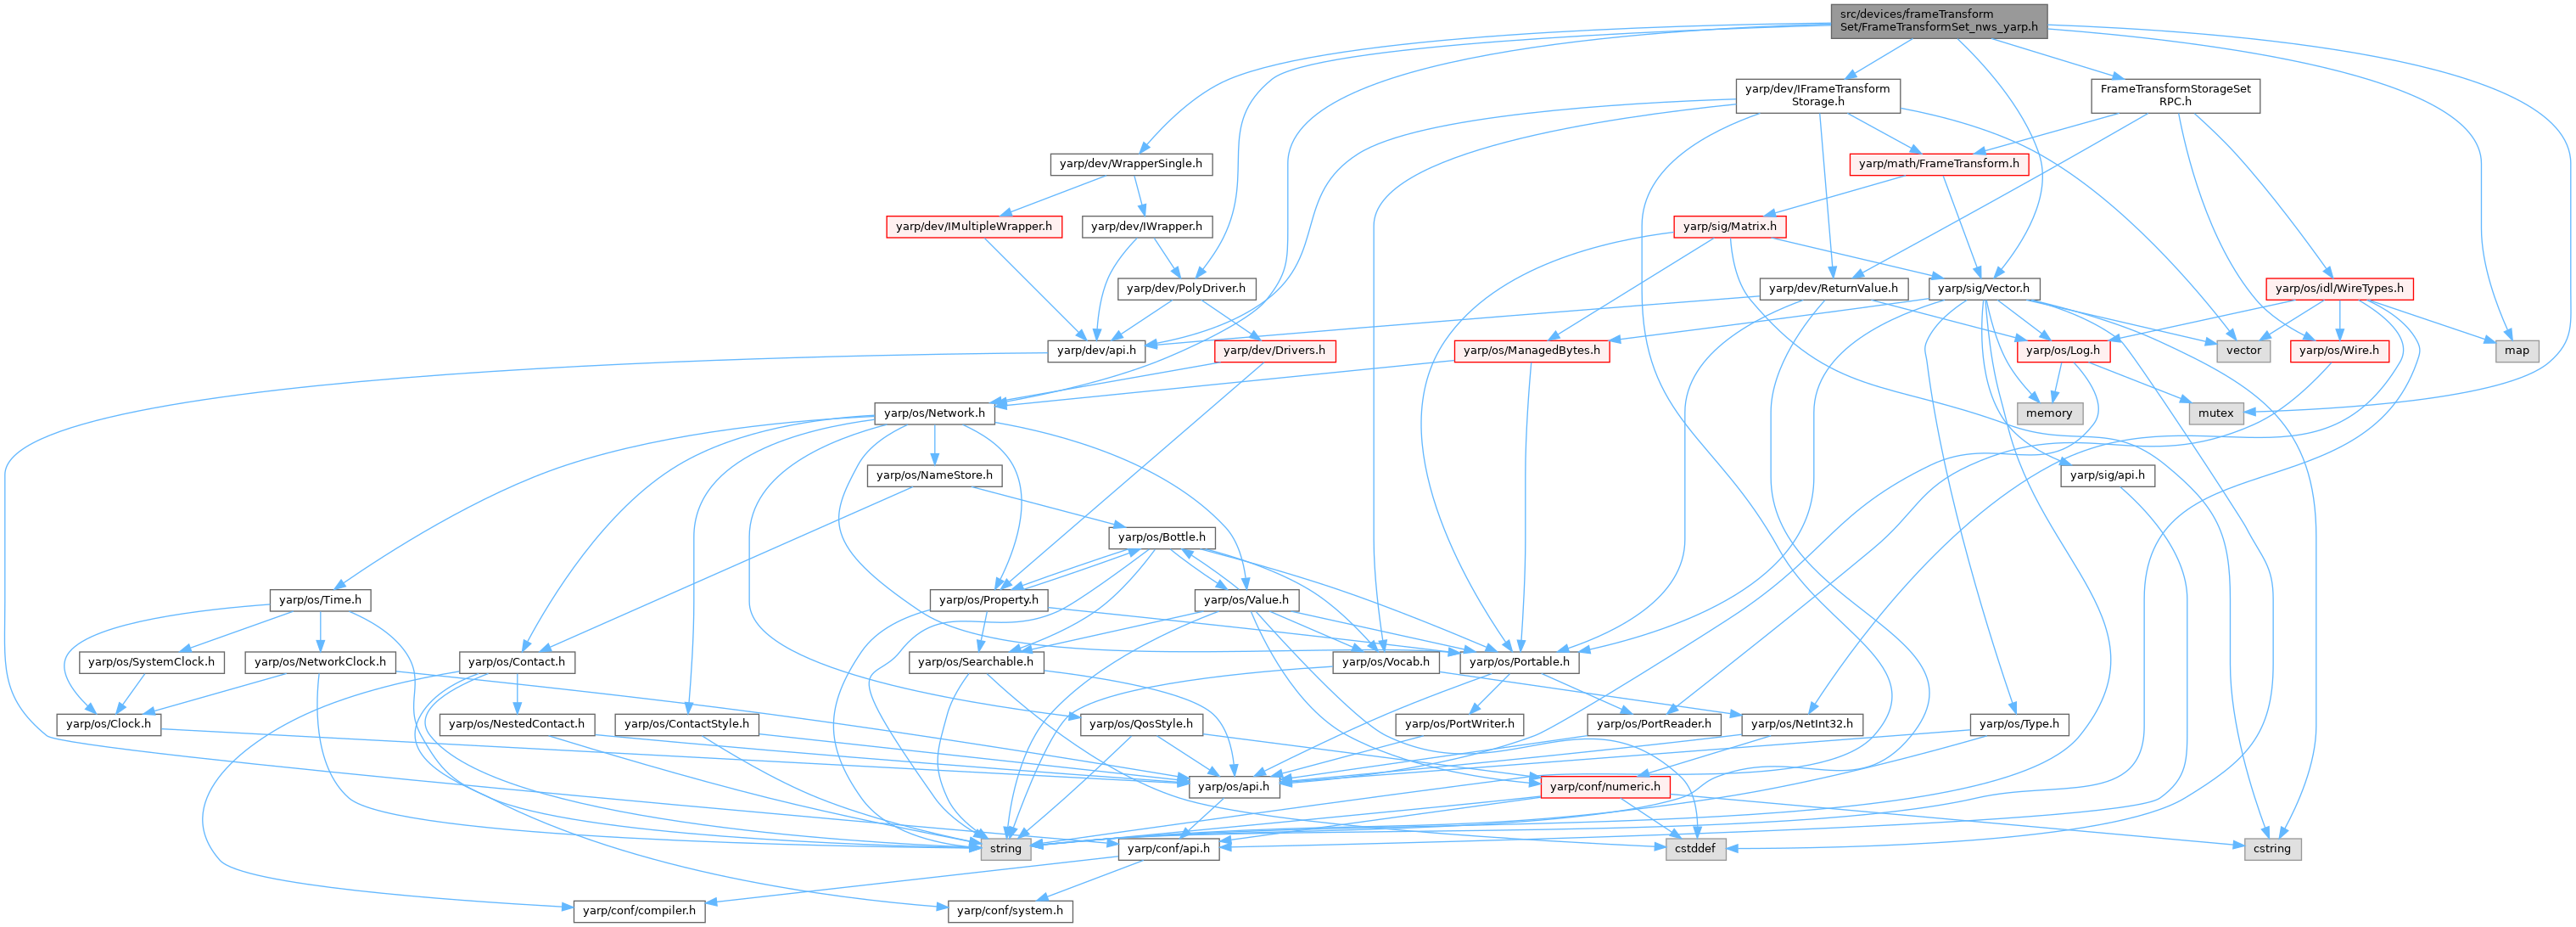 src/devices/frameTransform
Set/FrameTransformSet_nws_yarp.h
yarp/dev/IFrameTransform
Storage.h
FrameTransformStorageSet
RPC.h
yarp/dev/WrapperSingle.h
yarp/math/FrameTransform.h
yarp/dev/IMultipleWrapper.h
yarp/dev/IWrapper.h
yarp/sig/Matrix.h
yarp/dev/PolyDriver.h
yarp/dev/ReturnValue.h
yarp/sig/Vector.h
yarp/os/idl/WireTypes.h
yarp/dev/api.h
yarp/dev/Drivers.h
yarp/os/ManagedBytes.h
yarp/os/Log.h
vector
yarp/os/Wire.h
map
yarp/os/Network.h
memory
mutex
yarp/os/NameStore.h
yarp/sig/api.h
yarp/os/Bottle.h
yarp/os/Time.h
yarp/os/Property.h
yarp/os/Value.h
yarp/os/SystemClock.h
yarp/os/NetworkClock.h
yarp/os/Contact.h
yarp/os/Searchable.h
yarp/os/Vocab.h
yarp/os/Portable.h
yarp/os/Clock.h
yarp/os/NestedContact.h
yarp/os/ContactStyle.h
yarp/os/QosStyle.h
yarp/os/PortWriter.h
yarp/os/PortReader.h
yarp/os/NetInt32.h
yarp/os/Type.h
yarp/os/api.h
yarp/conf/numeric.h
string
yarp/conf/api.h
cstddef
cstring
yarp/conf/compiler.h
yarp/conf/system.h